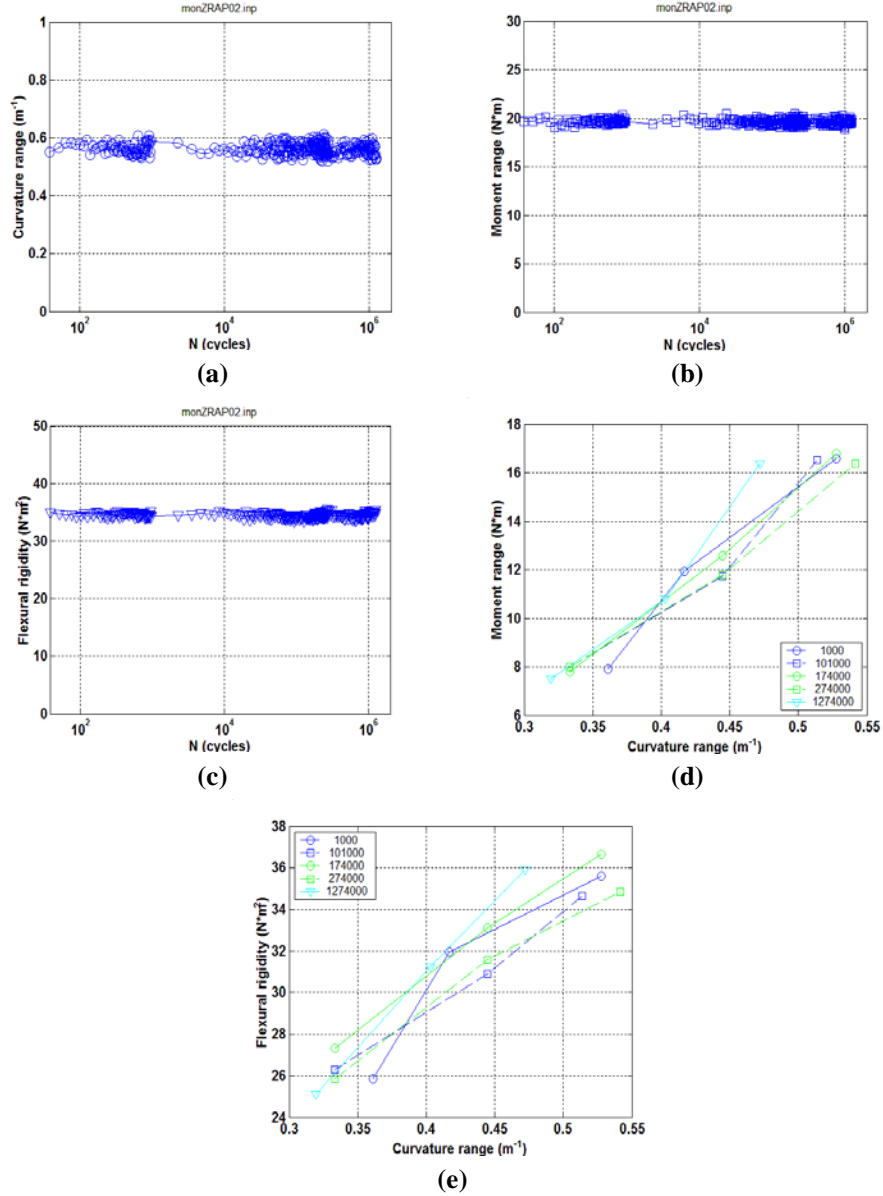 monZRAP02.inp
1
0.8
0.6
0.4
0.2
0
Curvature range (m⁻¹)
10² 10⁴ 10⁶
N (cycles)
(a)
monZRAP02.inp
30
25
20
15
10
5
0
Moment range (N*m)
10² 10⁴ 10⁶
N (cycles)
(b)
monZRAP02.inp
50
40
30
20
10
0
Flexural rigidity (N*m²)
10² 10⁴ 10⁶
N (cycles)
(c)
18
16
14
12
10
8
6
Moment range (N*m)
1000
101000
174000
274000
1274000
0.3 0.35 0.4 0.45 0.5 0.55
Curvature range (m⁻¹)
(d)
38
36
34
32
30
28
26
24
Flexural rigidity (N*m²)
1000
101000
174000
274000
1274000
0.3 0.35 0.4 0.45 0.5 0.55
Curvature range (m⁻¹)
(e)